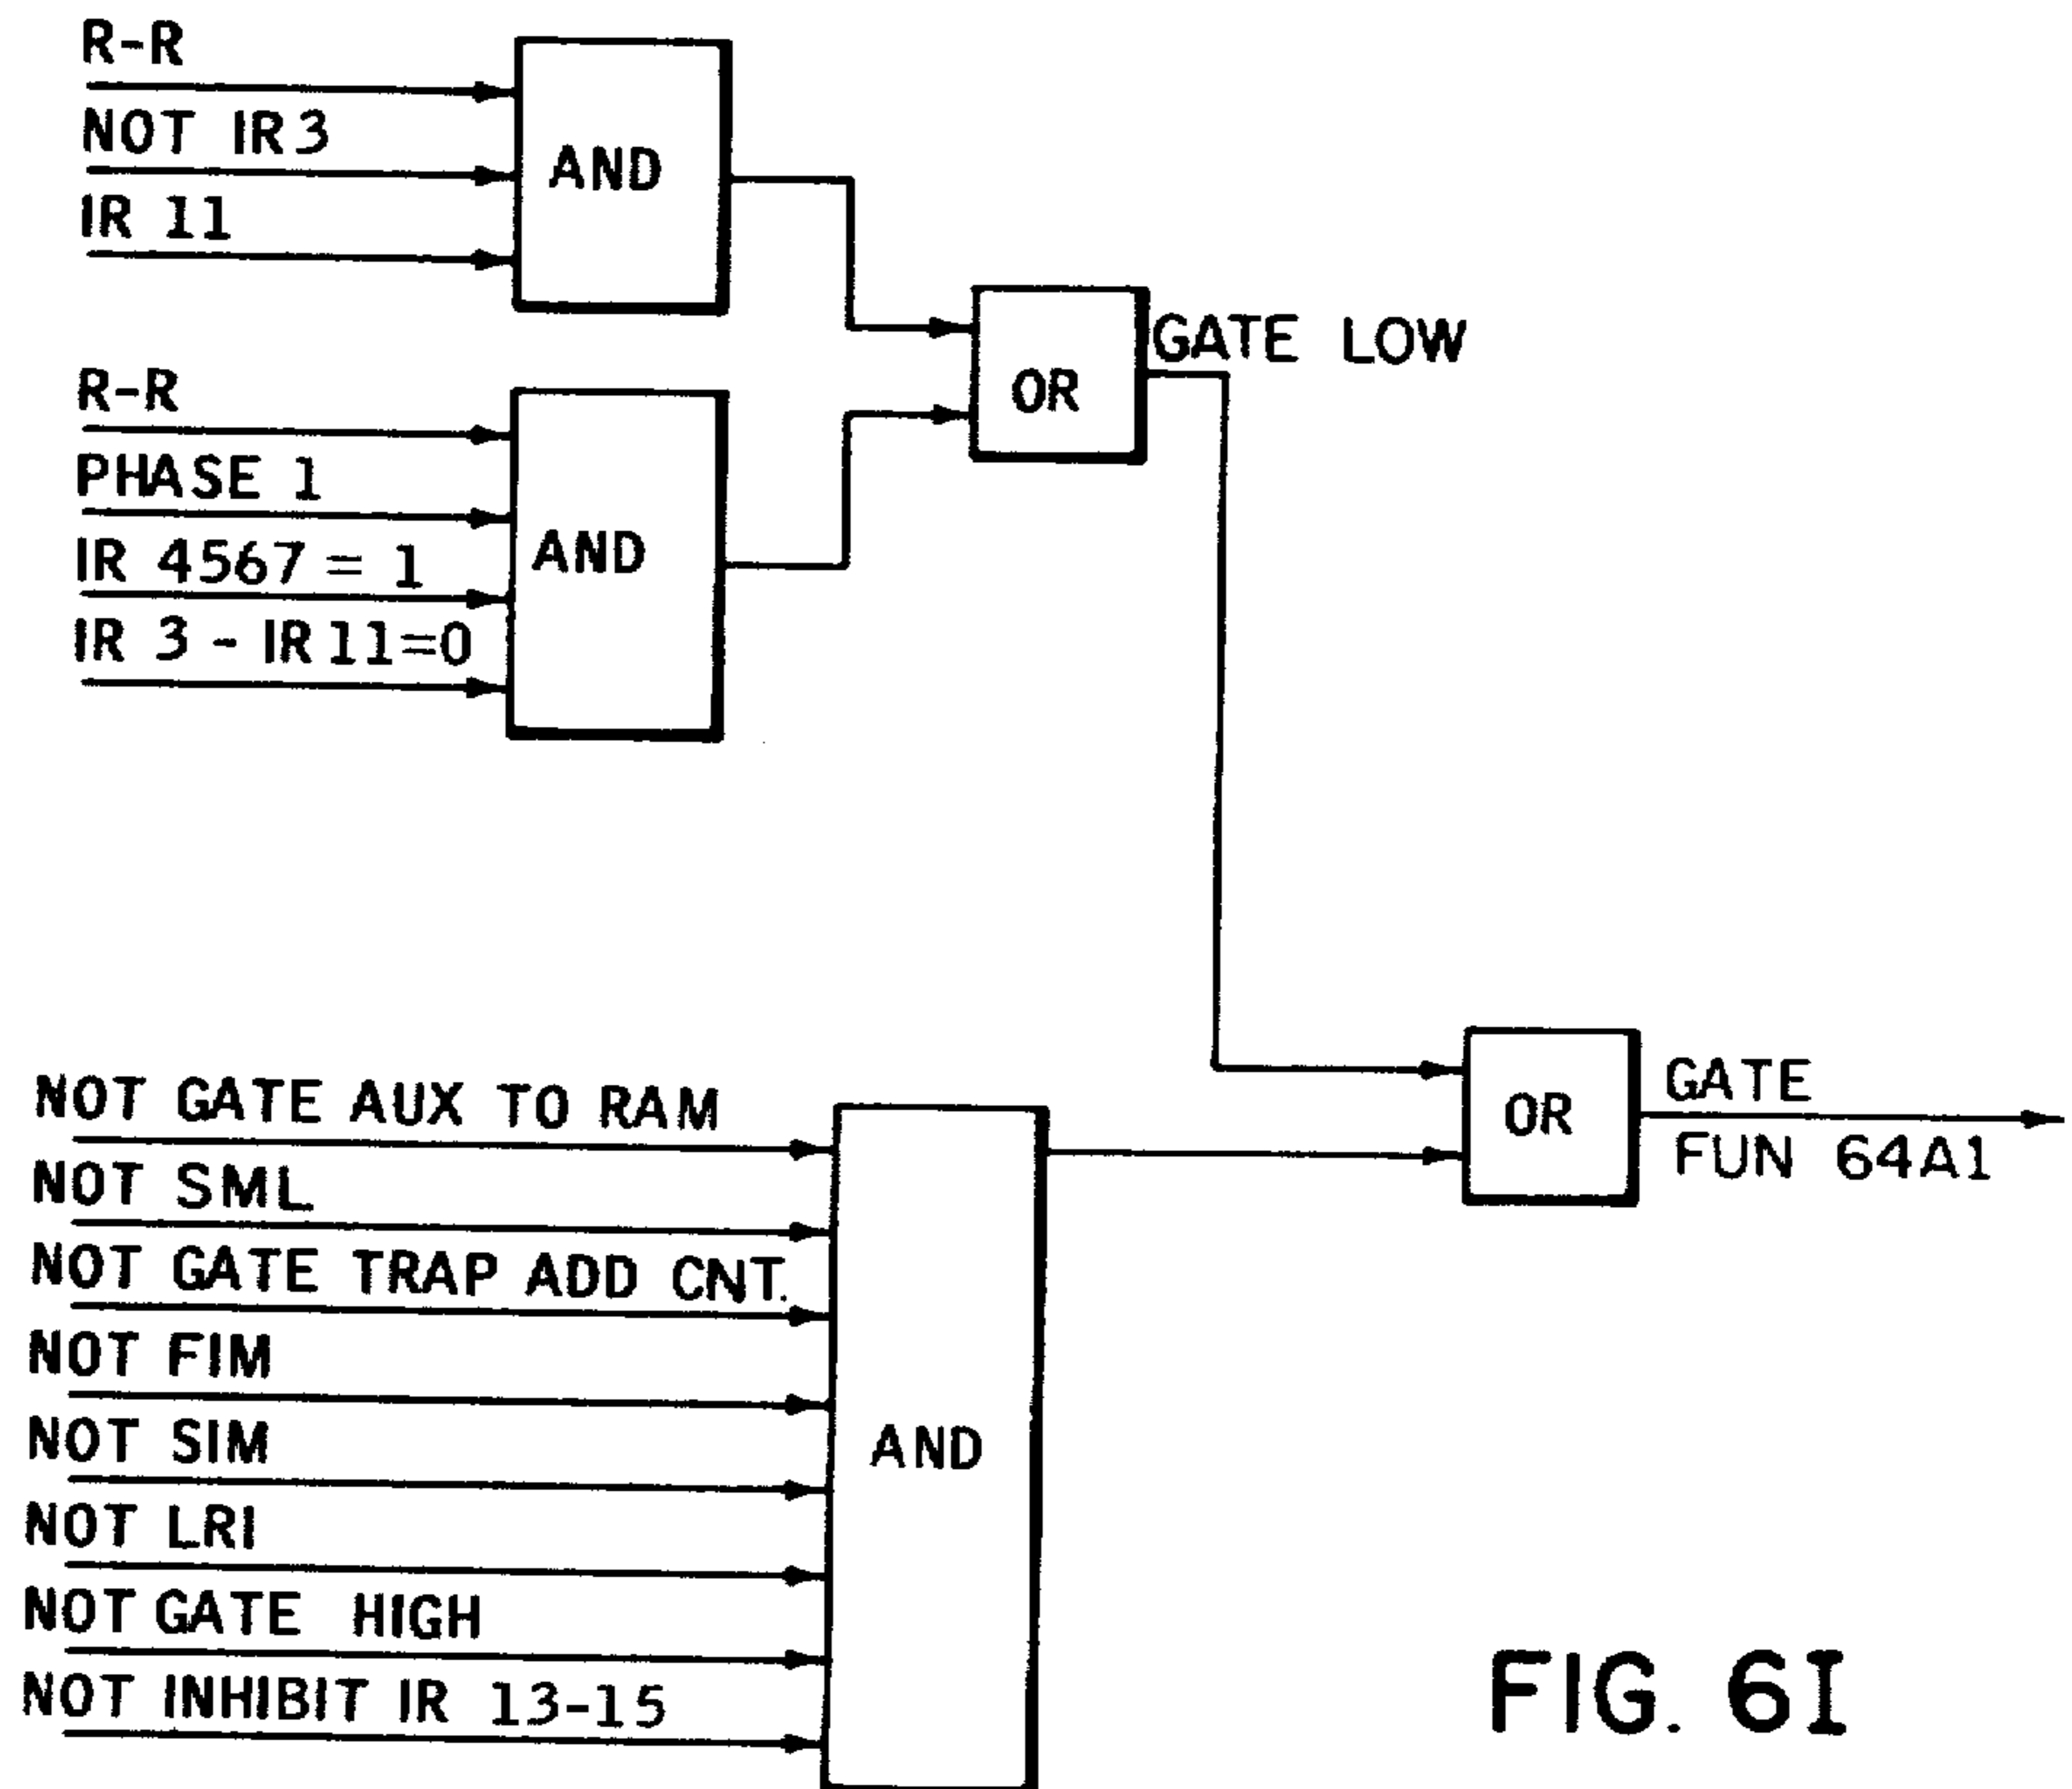 R-R
NOT IR3
IR 11
AND
GATE LOW
OR
R-R
PHASE 1
IR 4567 = 1
IR 3 - IR11=0
AND
NOT GATE AUX TO RAM
NOT SML
NOT GATE TRAP ADD CNT.
NOT FIM
NOT SIM
NOT LRI
NOT GATE HIGH
NOT INHIBIT IR 13-15
AND
OR
GATE
FUN 64A1
FIG. 6I